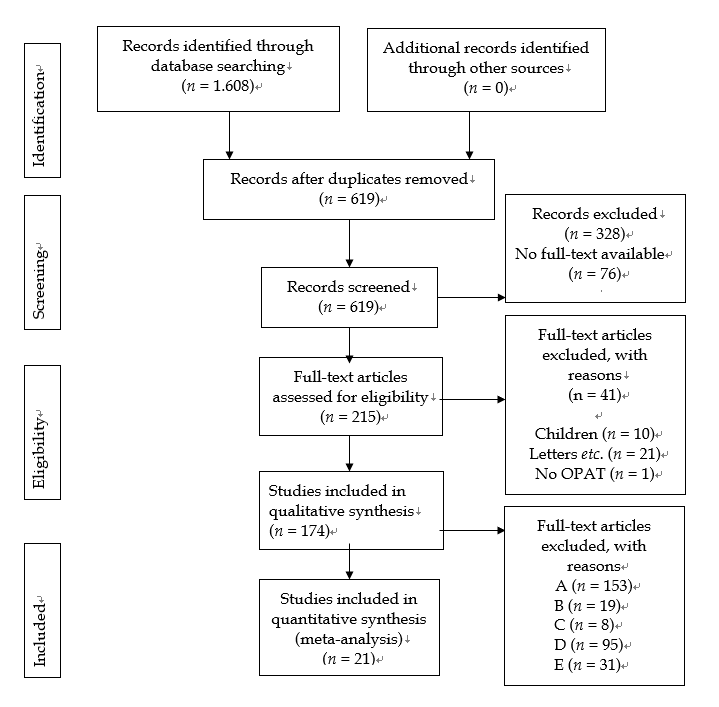 Identification
Records identified through
database searching↓
(n = 1.608)↵
Additional records identified
through other sources↓
(n = 0)↵
Records after duplicates removed↓
(n = 619)↵
Screening
Records screened↓
(n = 619)↵
Records excluded↓
(n = 328)↵
No full-text available↵
(n = 76)↵
Eligibility
Full-text articles
assessed for eligibility↓
(n = 215)↵
Full-text articles
excluded, with
reasons↓
(n = 41)↵
↵
Children (n = 10)↵
Letters etc. (n = 21)↵
No OPAT (n = 1)↵
Studies included in
qualitative synthesis↓
(n = 174)↵
Full-text articles
excluded, with
reasons↵
A (n = 153)↵
B (n = 19)↵
C (n = 8)↵
D (n = 95)↵
E (n = 31)↵
Included
Studies included in
quantitative synthesis
(meta-analysis)↓
(n = 21)↵